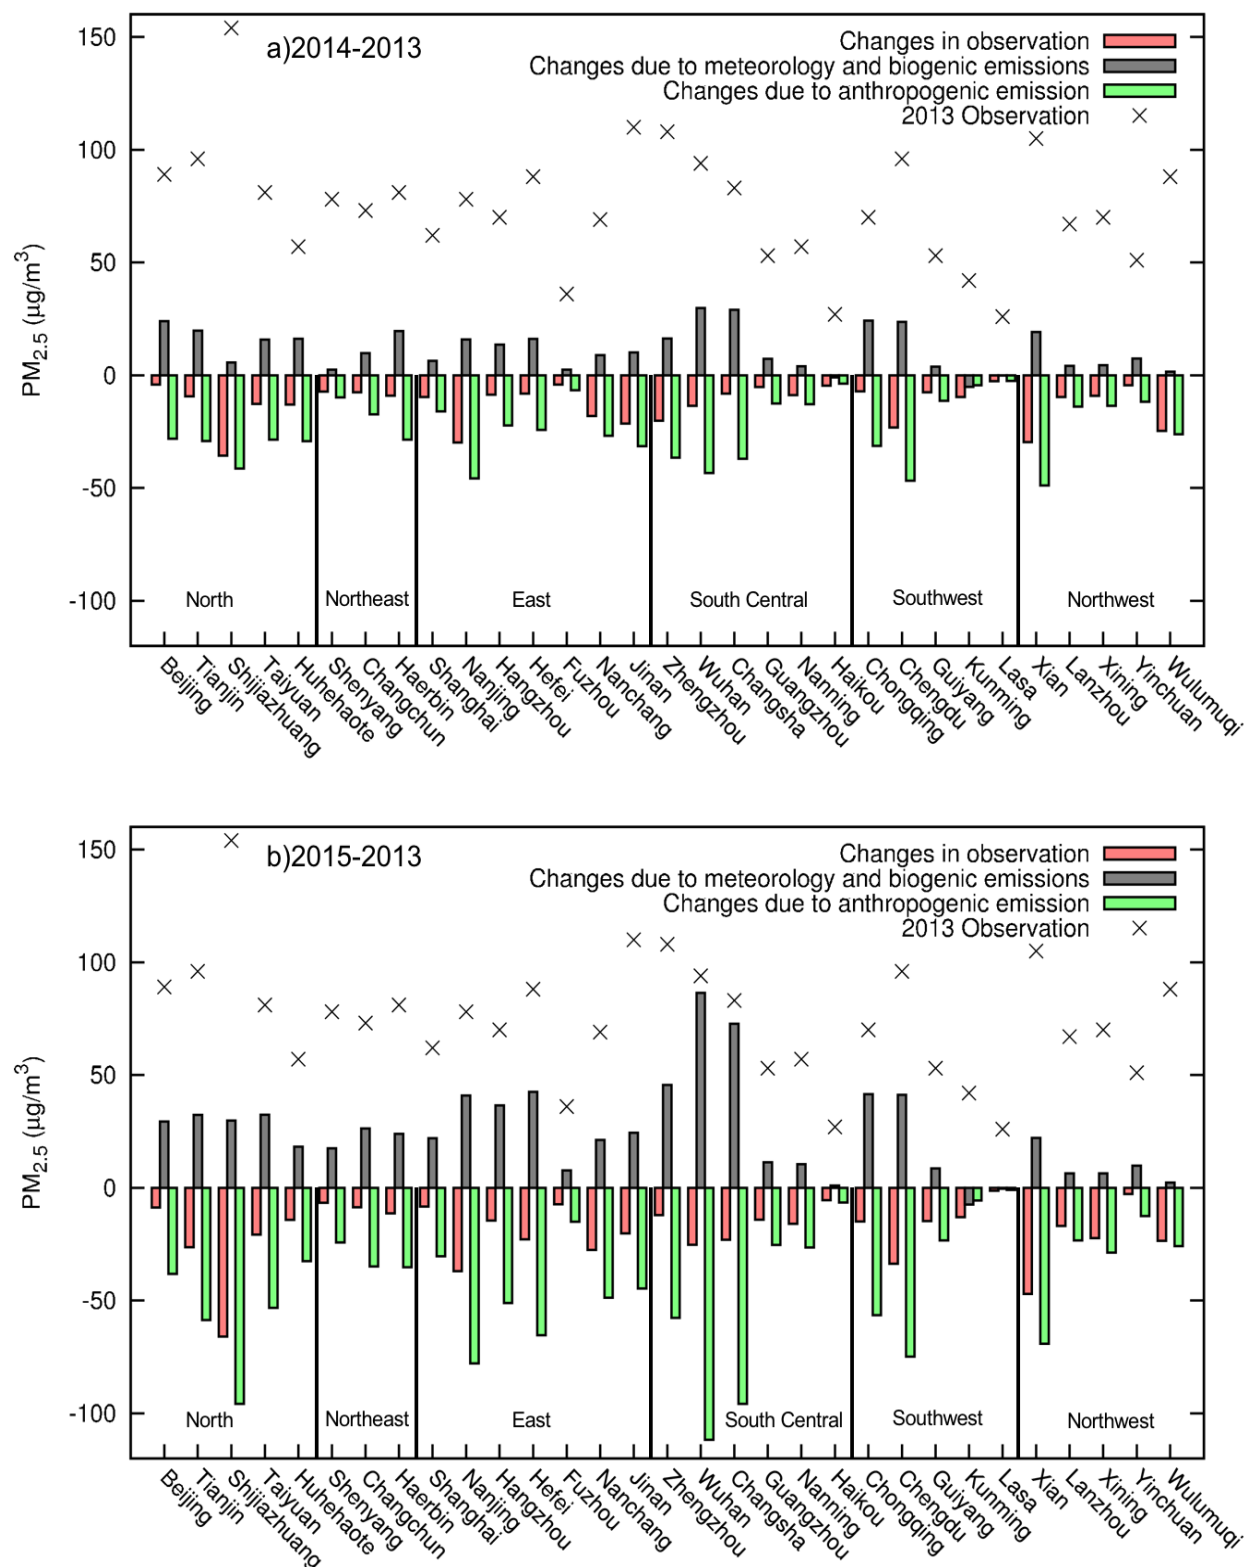 a)2014-2013
Changes in observation
Changes due to meteorology and biogenic emissions
Changes due to anthropogenic emission
2013 Observation
PM2.5 (μg/m3)
150
100
50
0
-50
-100
North
Northeast
East
South Central
Southwest
Northwest
Beijing
Tianjin
Shijiazhuang
Taiyuan
Huhehaote
Shenyang
Changchun
Haerbin
Shanghai
Nanjing
Hangzhou
Hefei
Fuzhou
Nanchang
Jinan
Zhengzhou
Wuhan
Changsha
Guangzhou
Nanning
Haikou
Chongqing
Chengdu
Guiyang
Kunming
Lasa
Xian
Lanzhou
Xining
Yinchuan
Wulumuqi
b)2015-2013
Changes in observation
Changes due to meteorology and biogenic emissions
Changes due to anthropogenic emission
2013 Observation
PM2.5 (μg/m3)
150
100
50
0
-50
-100
North
Northeast
East
South Central
Southwest
Northwest
Beijing
Tianjin
Shijiazhuang
Taiyuan
Huhehaote
Shenyang
Changchun
Haerbin
Shanghai
Nanjing
Hangzhou
Hefei
Fuzhou
Nanchang
Jinan
Zhengzhou
Wuhan
Changsha
Guangzhou
Nanning
Haikou
Chongqing
Chengdu
Guiyang
Kunming
Lasa
Xian
Lanzhou
Xining
Yinchuan
Wulumuqi